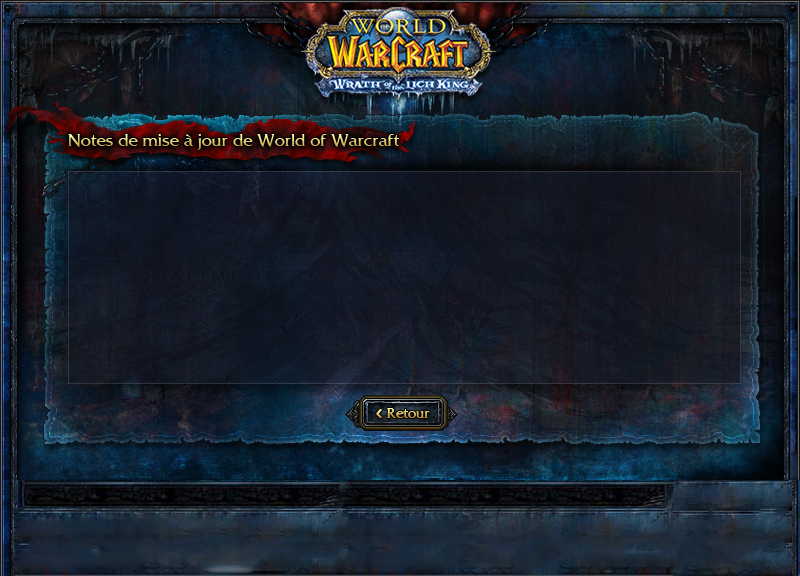 WORLD
WARCRAFT
WRATH of the LICH KING
Notes de mise à jour de World of Warcraft
< Retour